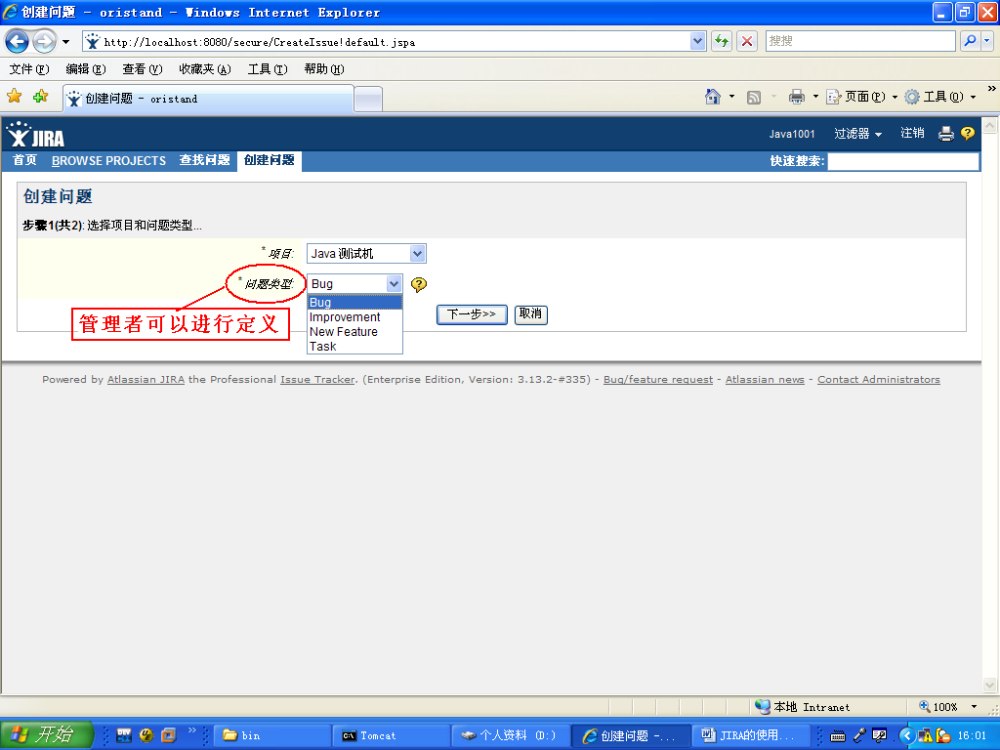 创建问题 - oristand - Windows Internet Explorer
http://localhost:8080/secure/CreateIssue!default.jspa
搜搜
文件(F) 编辑(E) 查看(V) 收藏夹(A) 工具(T) 帮助(H)
创建问题 - oristand
页面(P) 工具(O)
JIRA
Java1001 过滤器 注销
首页 BROWSE PROJECTS 查找问题 创建问题
快速搜索:
创建问题
步骤1(共2): 选择项目和问题类型...
* 项目: Java 测试机
* 问题类型: Bug
Bug
Improvement
New Feature
Task
管理者可以进行定义
下一步>> 取消
Powered by Atlassian JIRA the Professional Issue Tracker. (Enterprise Edition, Version: 3.13.2-#335) - Bug/feature request - Atlassian news - Contact Administrators
本地 Intranet
100%
开始
bin
Tomcat
个人资料 (D:)
创建问题 -...
JIRA的使用...
16:01